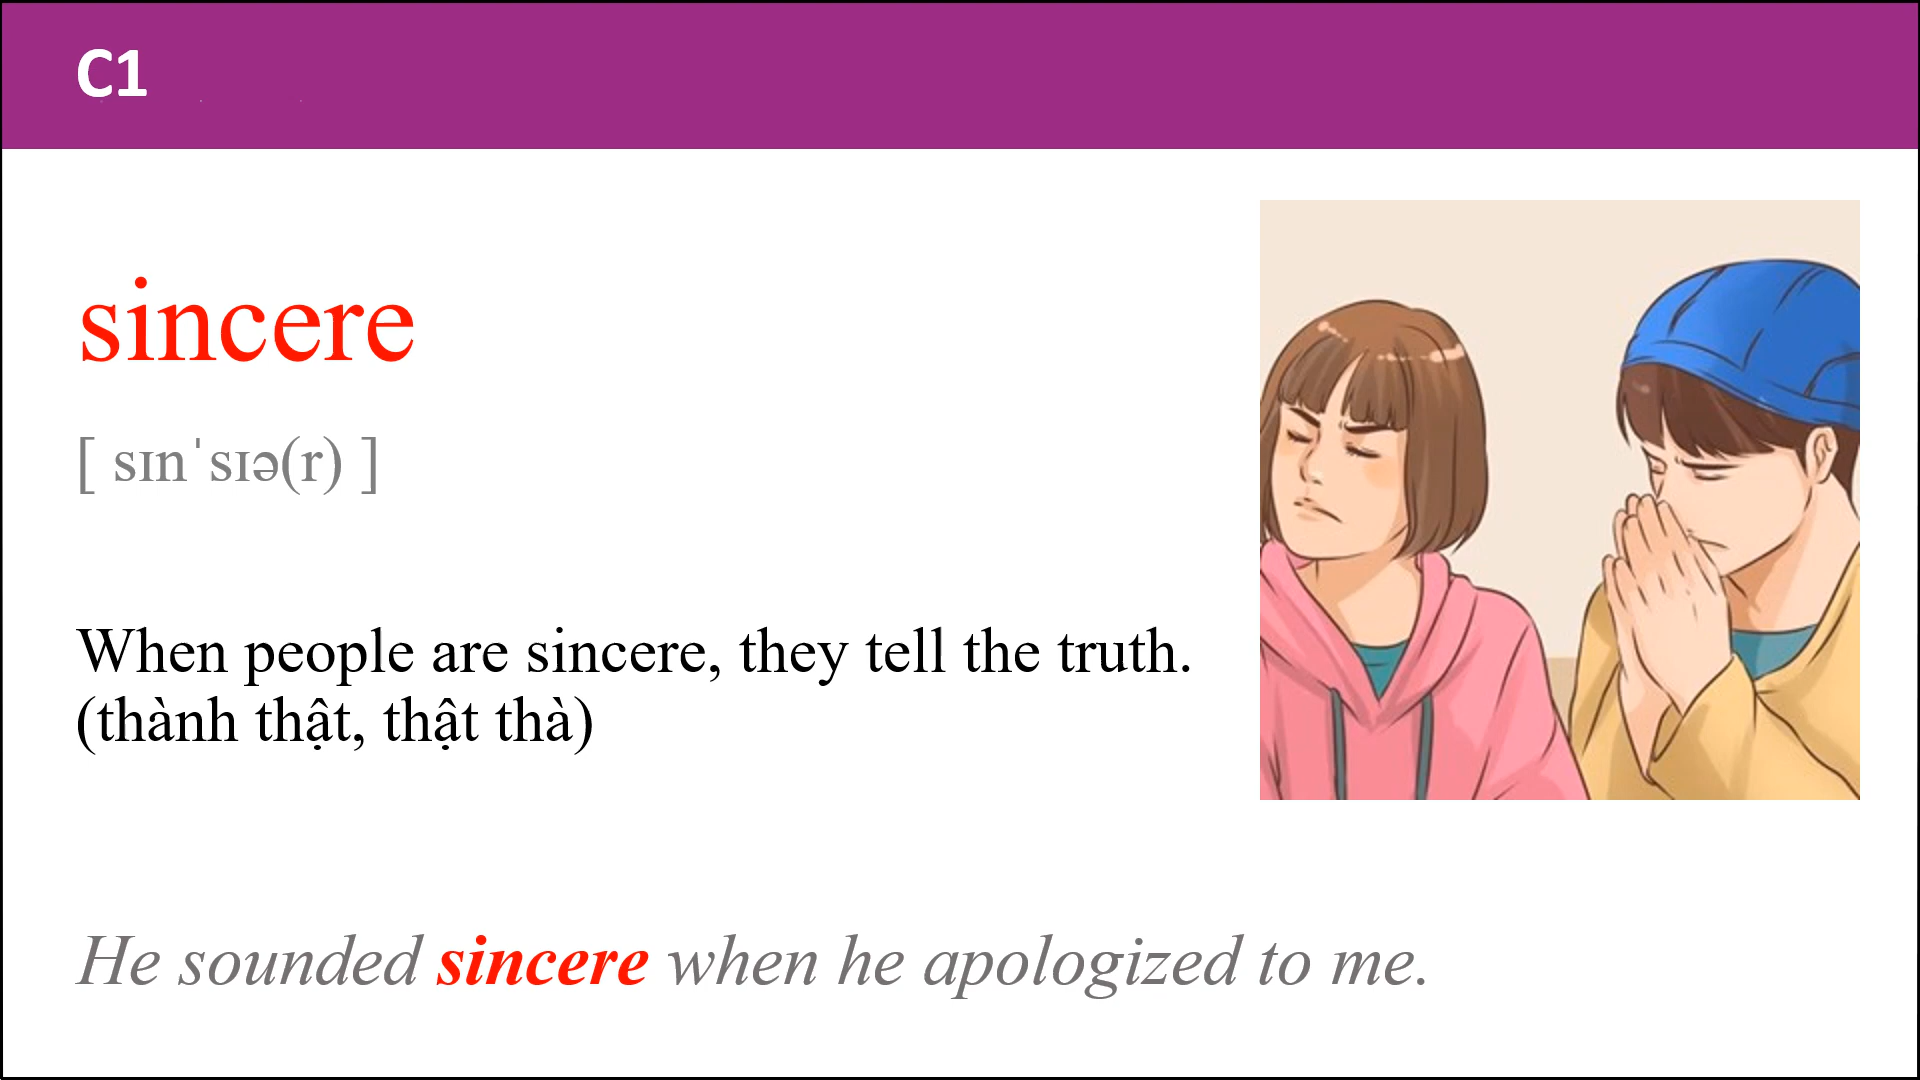 C1
sincere
[ sɪnˈsɪə(r) ]
When people are sincere, they tell the truth.
(thành thật, thật thà)
He sounded sincere when he apologized to me.